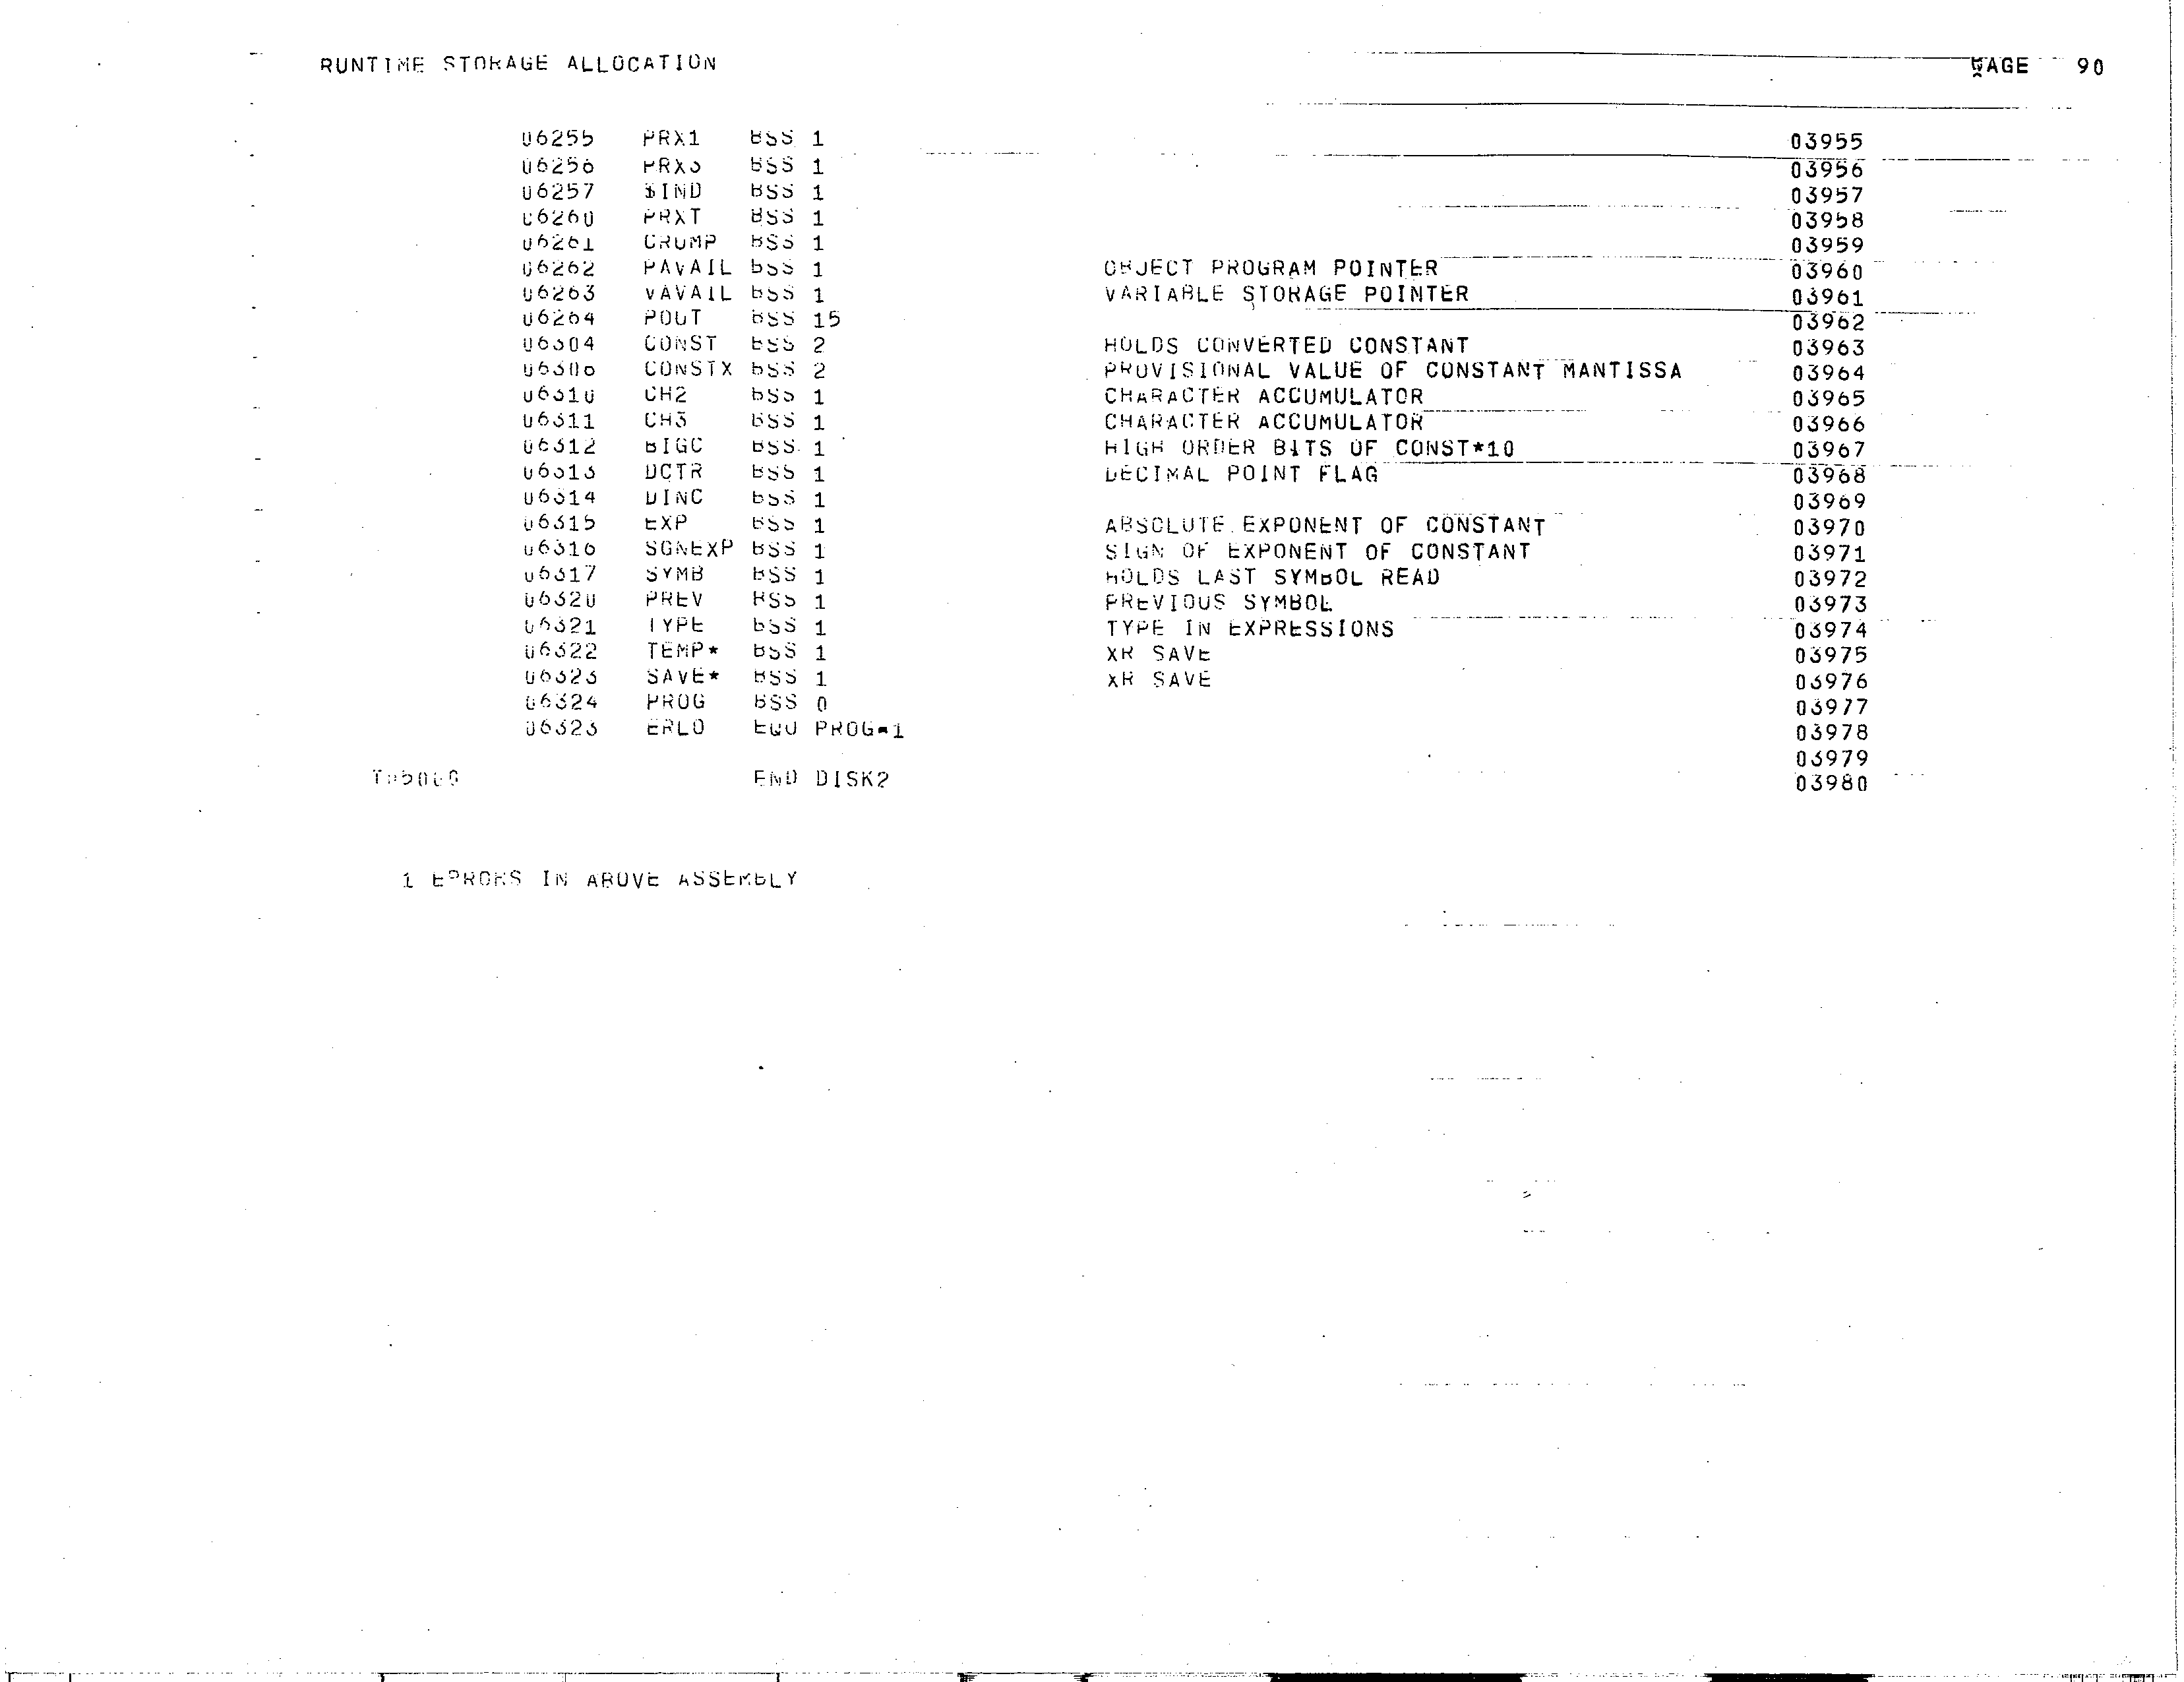 RUNTIME STORAGE ALLOCATION PAGE 90
06255 PRX1 BSS 1 03955
06256 PRX3 BSS 1 03956
06257 $IND BSS 1 03957
06260 PRXT BSS 1 03958
06261 CRUMP BSS 1 03959
06262 PAVAIL BSS 1 OBJECT PROGRAM POINTER 03960
06263 VAVAIL BSS 1 VARIABLE STORAGE POINTER 03961
06264 POUT BSS 15 03962
06304 CONST BSS 2 HOLDS CONVERTED CONSTANT 03963
06306 CONSTX BSS 2 PROVISIONAL VALUE OF CONSTANT MANTISSA 03964
06310 CH2 BSS 1 CHARACTER ACCUMULATOR 03965
06311 CH3 BSS 1 CHARACTER ACCUMULATOR 03966
06312 BIGC BSS 1 HIGH ORDER BITS OF CONST*10 03967
06313 DCTR BSS 1 DECIMAL POINT FLAG 03968
06314 DINC BSS 1 03969
06315 EXP BSS 1 ABSOLUTE EXPONENT OF CONSTANT 03970
06316 SGNEXP BSS 1 SIGN OF EXPONENT OF CONSTANT 03971
06317 SYMB BSS 1 HOLDS LAST SYMBOL READ 03972
06320 PREV BSS 1 PREVIOUS SYMBOL 03973
06321 TYPE BSS 1 TYPE IN EXPRESSIONS 03974
06322 TEMP* BSS 1 XR SAVE 03975
06323 SAVE* BSS 1 XR SAVE 03976
06324 PROG BSS 0 03977
06323 ERLO EQU PROG-1 03978
03979
END DISK2 03980
1 ERRORS IN ABOVE ASSEMBLY